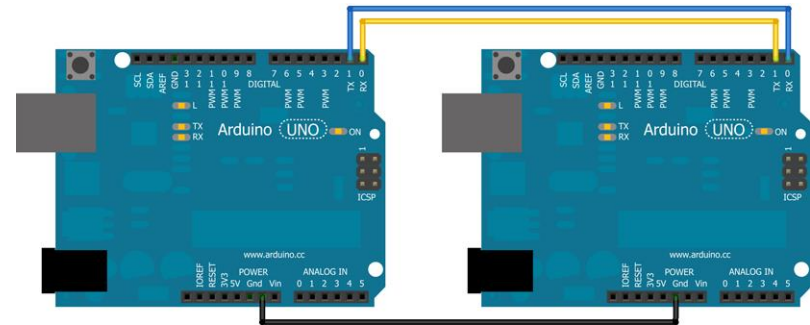 SCL
SDA
AREF
GND
13
12
PWM 11
PWM 10
PWM 9
8
DIGITAL
7
PWM 6
PWM 5
4
PWM 3
2
TX 1
RX 0
L
TX
RX
Arduino UNO
ON
1
ICSP
www.arduino.cc
POWER
ANALOG IN
IOREF
RESET
3V3
5V
Gnd
Vin
0 1 2 3 4 5
SCL
SDA
AREF
GND
13
12
PWM 11
PWM 10
PWM 9
8
DIGITAL
7
PWM 6
PWM 5
4
PWM 3
2
TX 1
RX 0
L
TX
RX
Arduino UNO
ON
1
ICSP
www.arduino.cc
POWER
ANALOG IN
IOREF
RESET
3V3
5V
Gnd
Vin
0 1 2 3 4 5